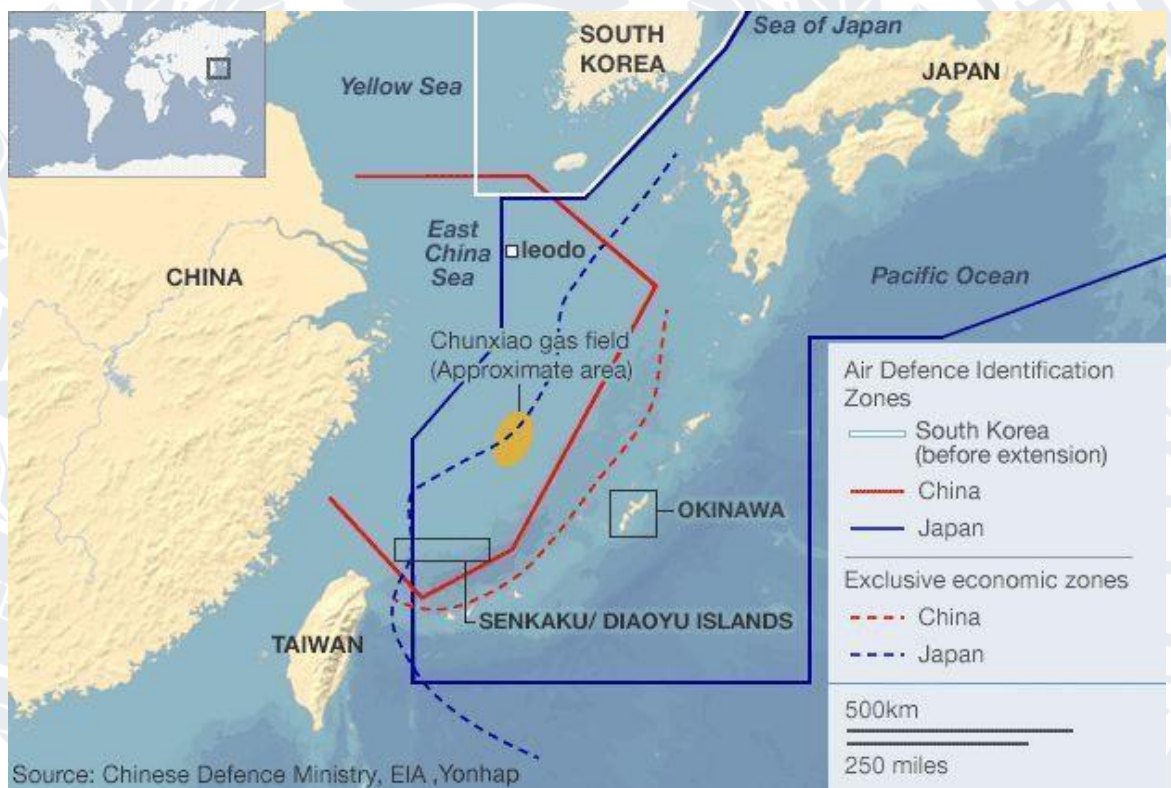 Sea of Japan
SOUTH
KOREA
JAPAN
Yellow Sea
East
China
Sea
leodo
CHINA
Pacific Ocean
Chunxiao gas field
(Approximate area)
OKINAWA
SENKAKU/ DIAOYU ISLANDS
TAIWAN
Air Defence Identification
Zones
South Korea
(before extension)
China
Japan
Exclusive economic zones
China
Japan
500km
250 miles
Source: Chinese Defence Ministry, EIA ,Yonhap